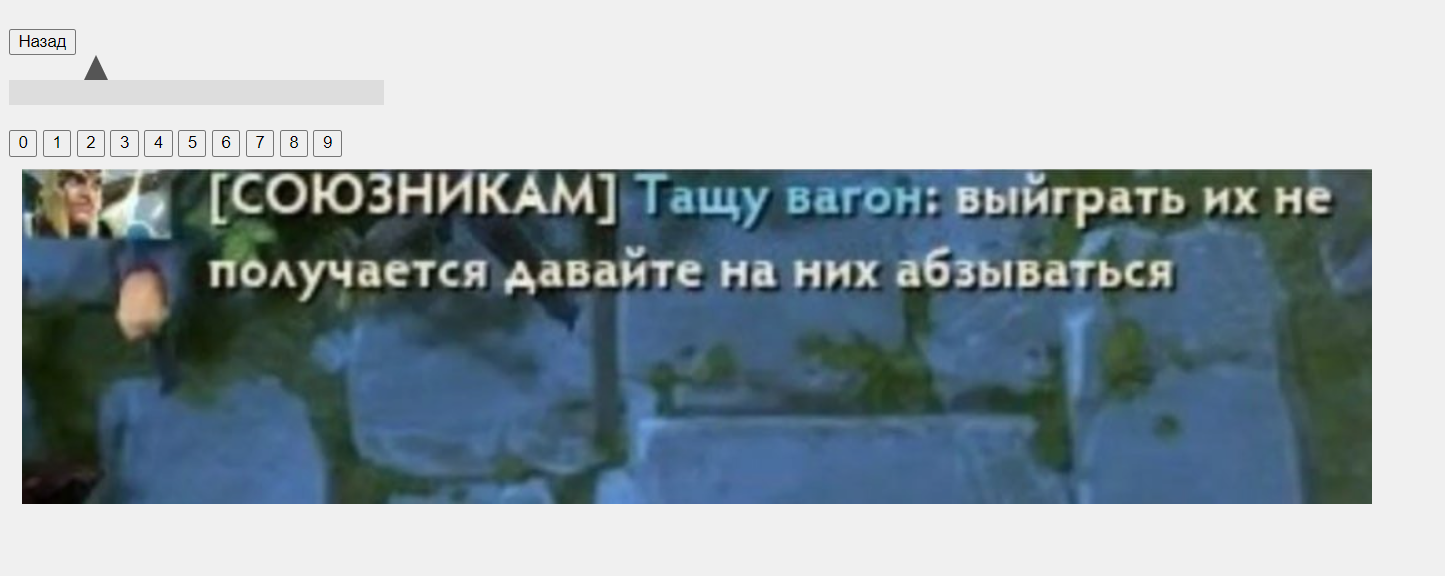 Назад
0 1 2 3 4 5 6 7 8 9
[СОЮЗНИКАМ] Тащу вагон: выйграть их не
получается давайте на них абзываться